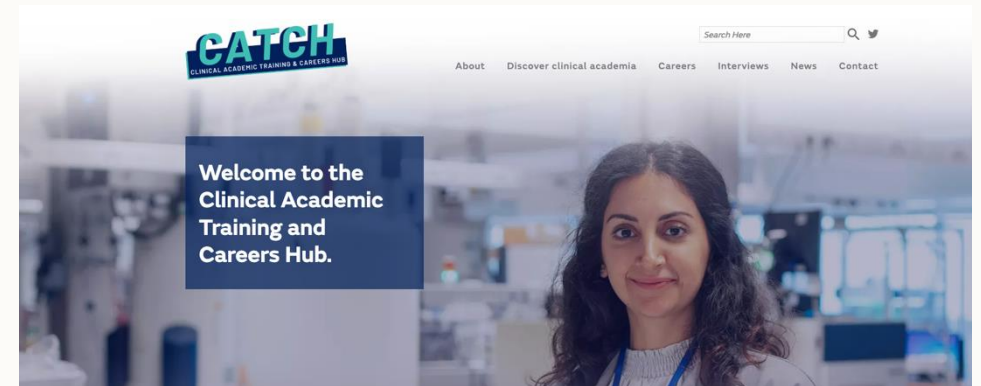 CATCH
CLINICAL ACADEMIC TRAINING & CAREERS HUB
Search Here
About Discover clinical academia Careers Interviews News Contact
Welcome to the
Clinical Academic
Training and
Careers Hub.